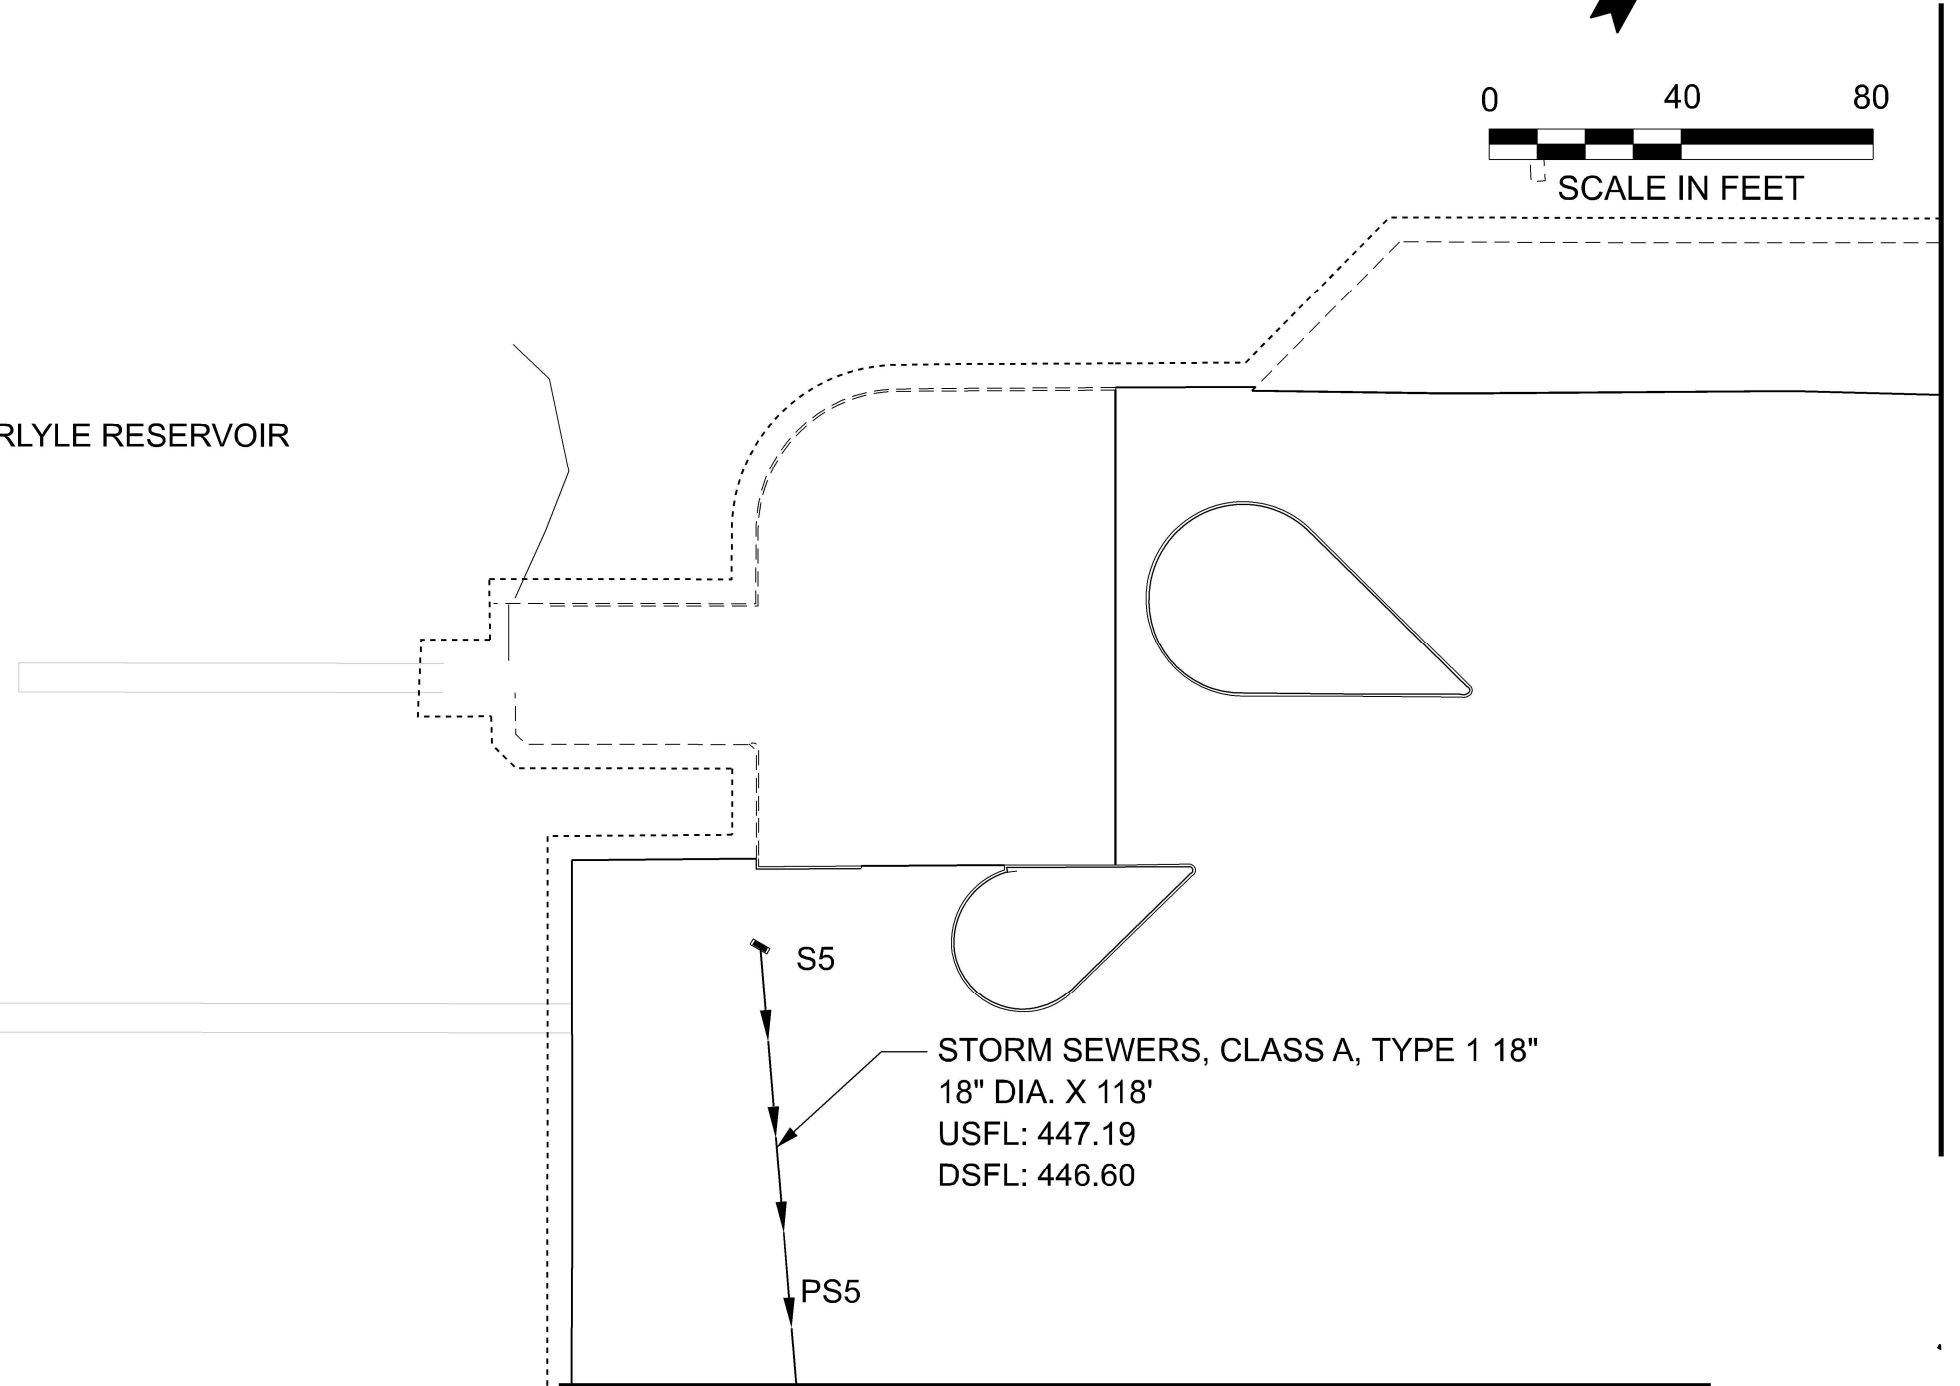 0 40 80
SCALE IN FEET
RLYLE RESERVOIR
S5
STORM SEWERS, CLASS A, TYPE 1 18"
18" DIA. X 118'
USFL: 447.19
DSFL: 446.60
PS5